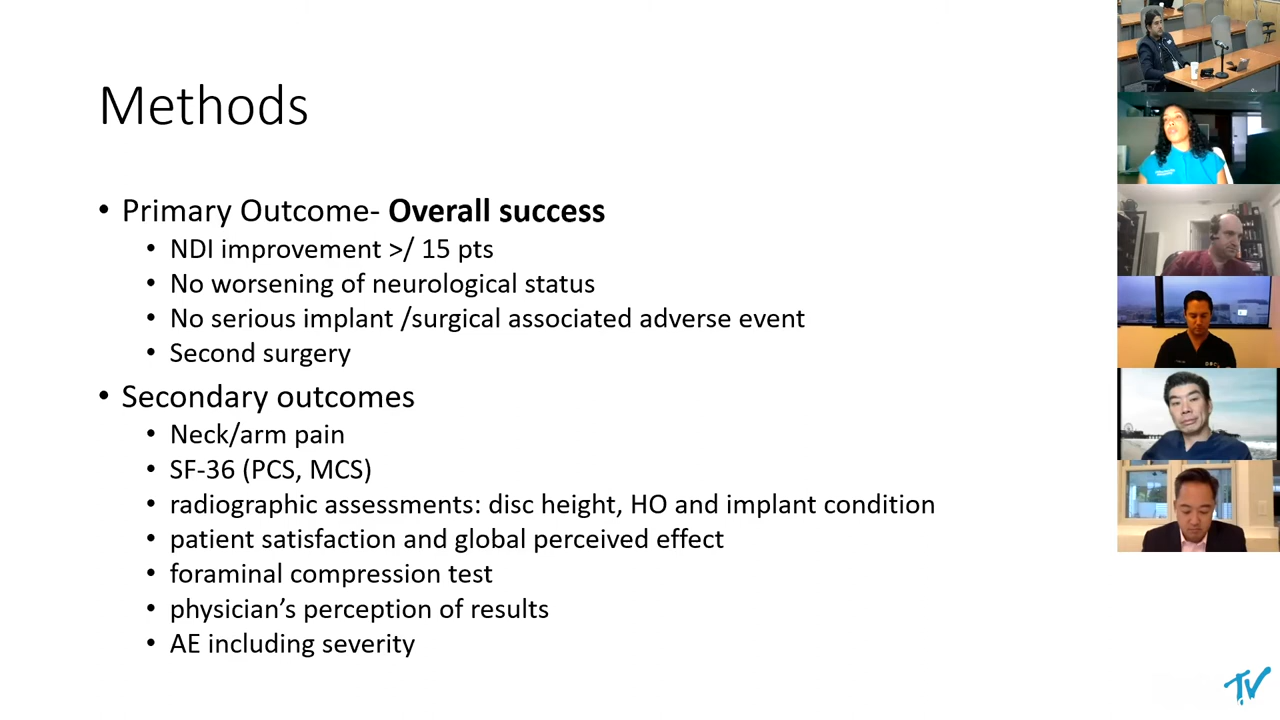 Methods
• Primary Outcome- Overall success
• NDI improvement >/ 15 pts
• No worsening of neurological status
• No serious implant /surgical associated adverse event
• Second surgery
• Secondary outcomes
• Neck/arm pain
• SF-36 (PCS, MCS)
• radiographic assessments: disc height, HO and implant condition
• patient satisfaction and global perceived effect
• foraminal compression test
• physician’s perception of results
• AE including severity
TV